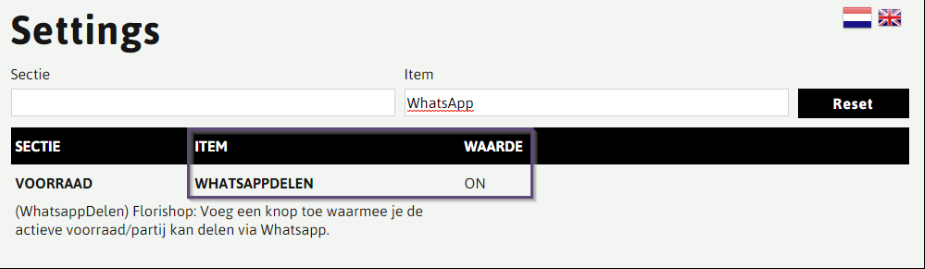 Settings
Sectie Item
WhatsApp Reset
SECTIE ITEM WAARDE
VOORRAAD WHATSAPPDELEN ON
(WhatsappDelen) Florishop: Voeg een knop toe waarmee je de
actieve voorraad/partij kan delen via Whatsapp.